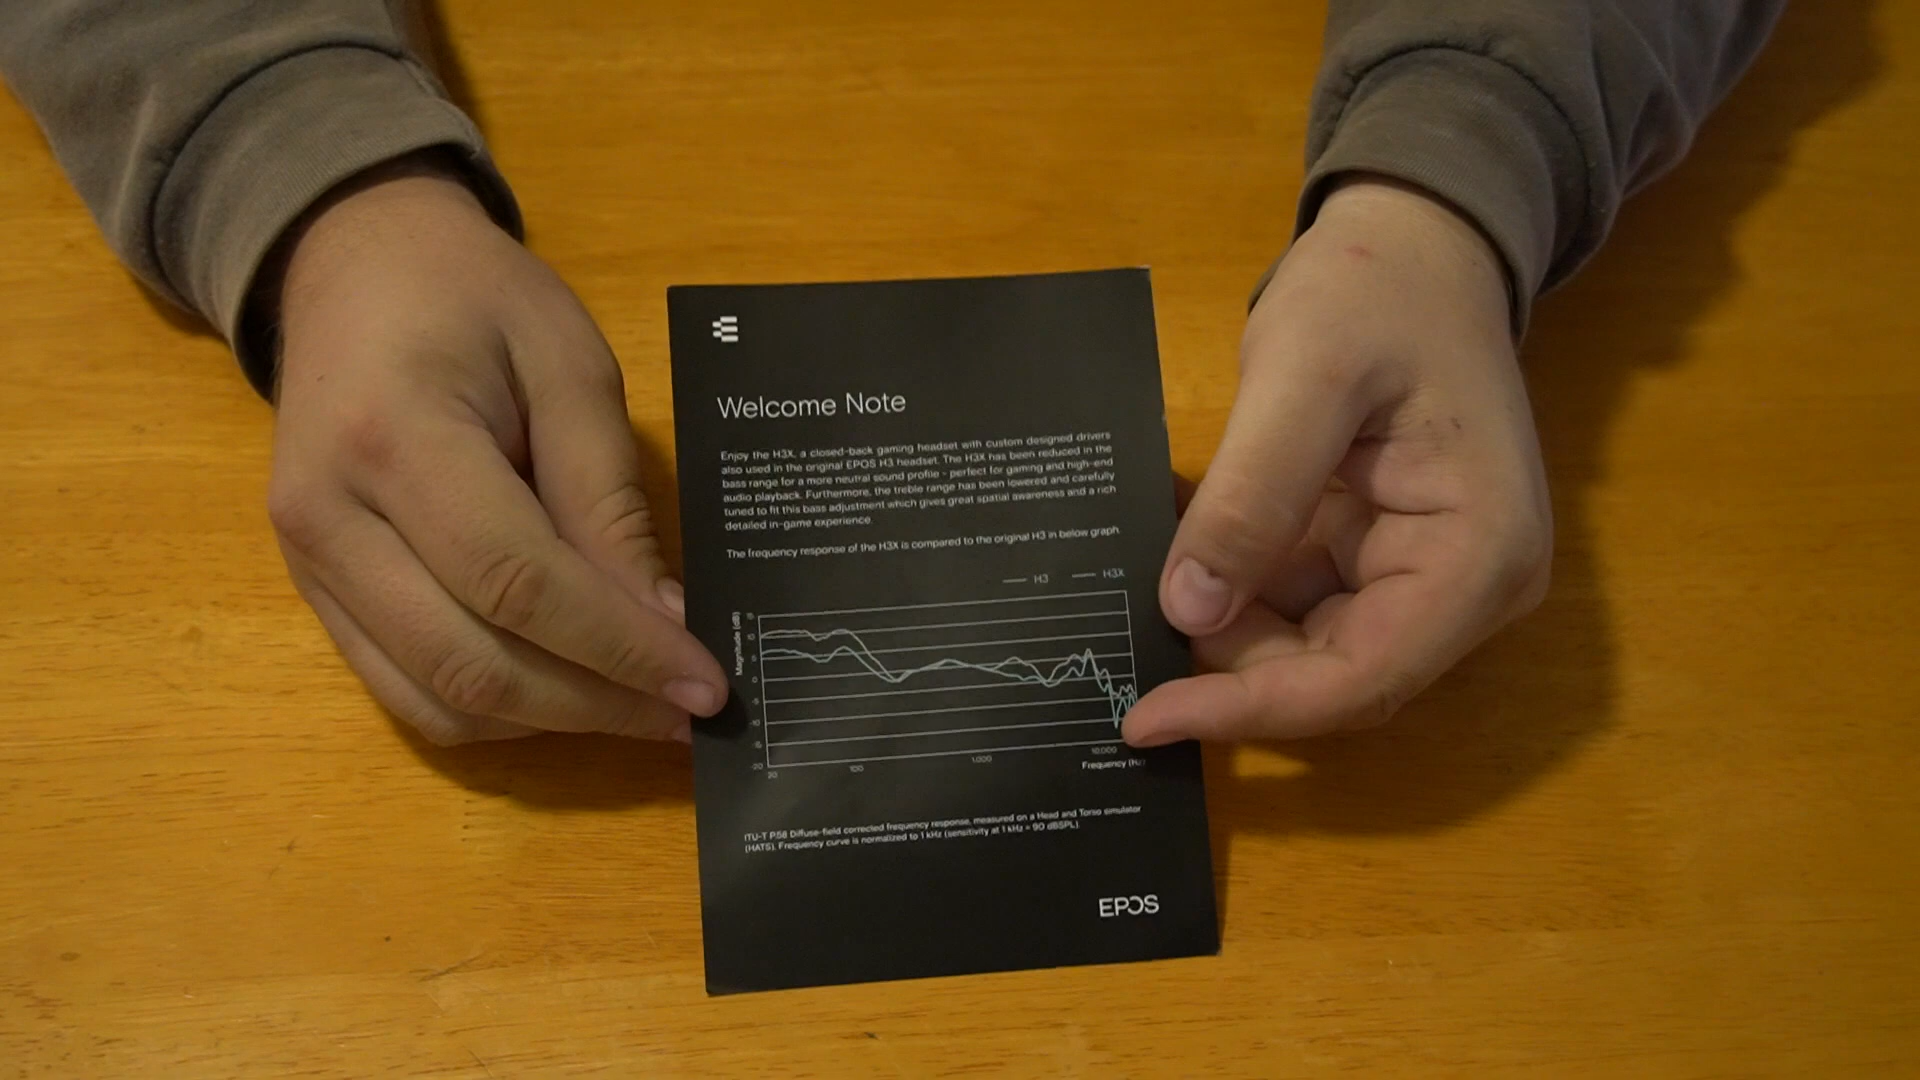 Welcome Note
Enjoy the H3X, a closed-back gaming headset with custom designed drivers
also used in the original EPOS H3 headset. The H3X has been reduced in the
bass range for a more neutral sound profile - perfect for gaming and high-end
audio playback. Furthermore, the treble range has been lowered and carefully
tuned to fit this bass adjustment which gives great spatial awareness and a rich
detailed in-game experience.
The frequency response of the H3X is compared to the original H3 in below graph.
H3 H3X
Magnitude (dB)
15
10
5
0
-5
-10
-15
-20
20 100 1.000 10.000
Frequency (Hz)
ITU-T P.58 Diffuse-field corrected frequency response, measured on a Head and Torso simulator
(HATS). Frequency curve is normalized to 1 kHz (sensitivity at 1 kHz = 90 dBSPL).
EPOS